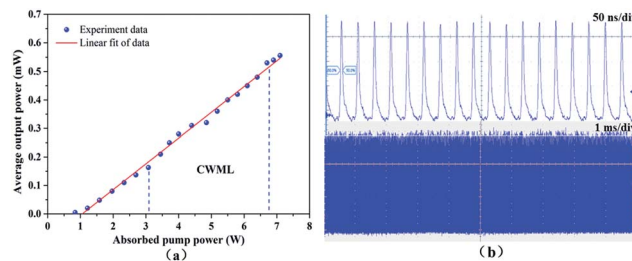 (a)
Experiment data
Linear fit of data
CWML
Average output power (mW)
0.7
0.6
0.5
0.4
0.3
0.2
0.1
0.0
0 1 2 3 4 5 6 7 8
Absorbed pump power (W)
(a)
(b)
50 ns/div
1 ms/div
(b)